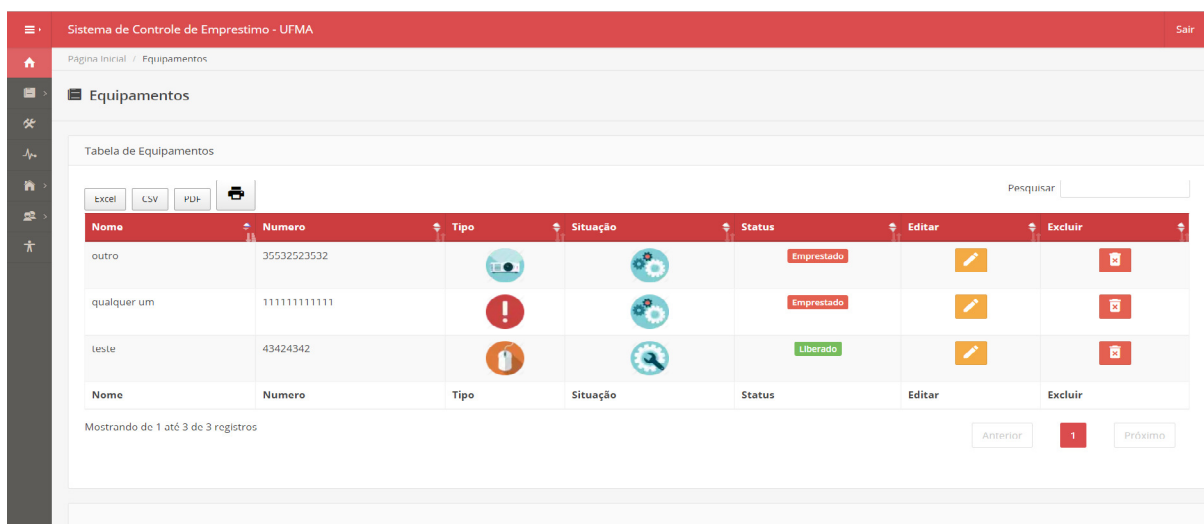 Sistema de Controle de Emprestimo - UFMA Sair
Página Inicial / Equipamentos
Equipamentos
Tabela de Equipamentos
Excel CSV PDF Pesquisar
Nome Numero Tipo Situação Status Editar Excluir
outro 35532523532 Emprestado
qualquer um 111111111111 Emprestado
teste 43424342 Liberado
Nome Numero Tipo Situação Status Editar Excluir
Mostrando de 1 até 3 de 3 registros
Anterior 1 Próximo